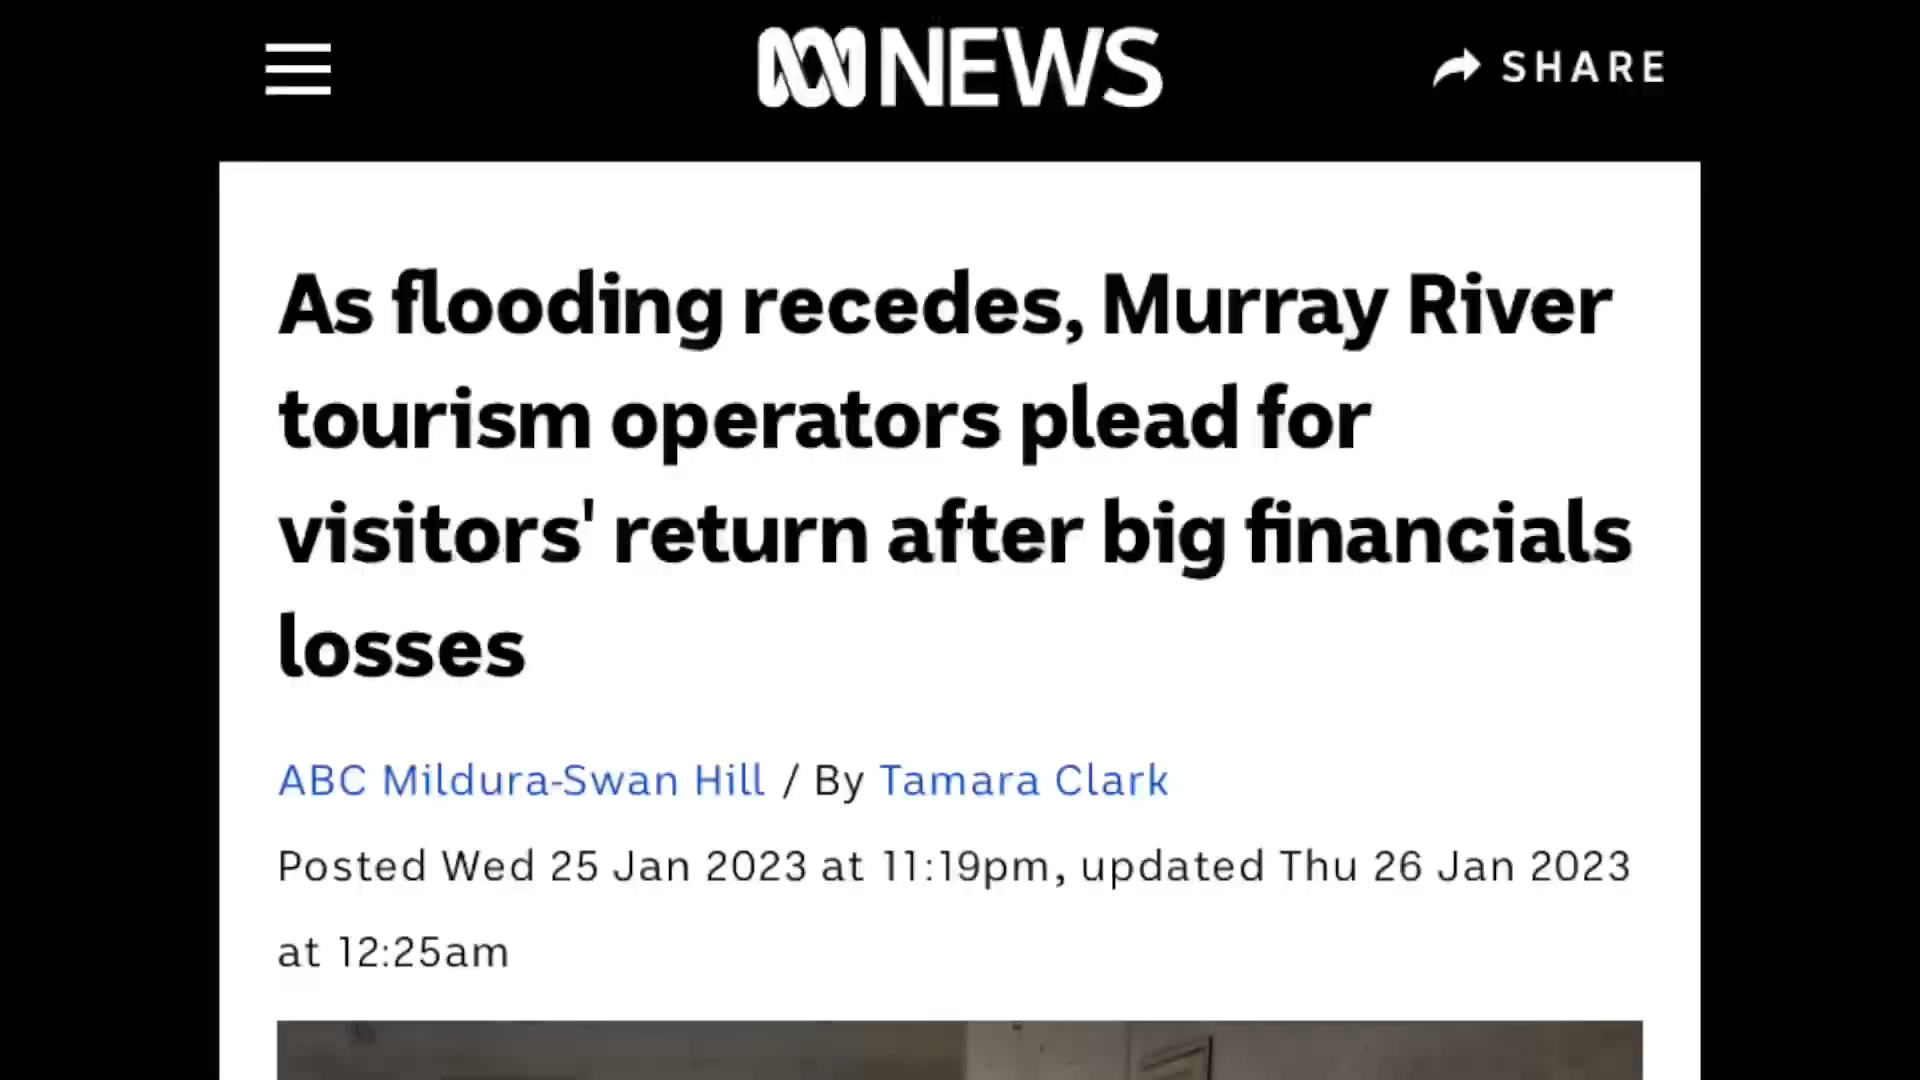 NEWS
SHARE
As flooding recedes, Murray River
tourism operators plead for
visitors' return after big financials
losses
ABC Mildura-Swan Hill / By Tamara Clark
Posted Wed 25 Jan 2023 at 11:19pm, updated Thu 26 Jan 2023
at 12:25am